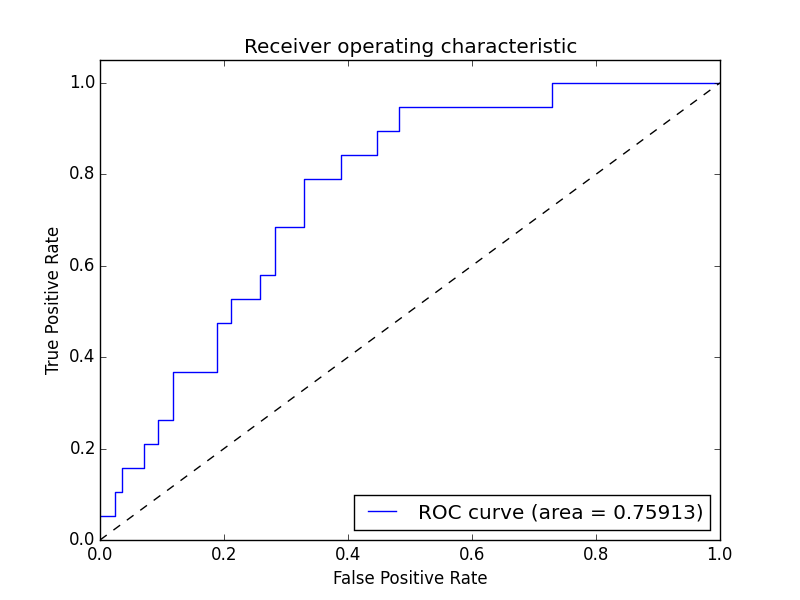 Receiver operating characteristic
True Positive Rate
1.0
0.8
0.6
0.4
0.2
0.0
ROC curve (area = 0.75913)
0.0 0.2 0.4 0.6 0.8 1.0
False Positive Rate